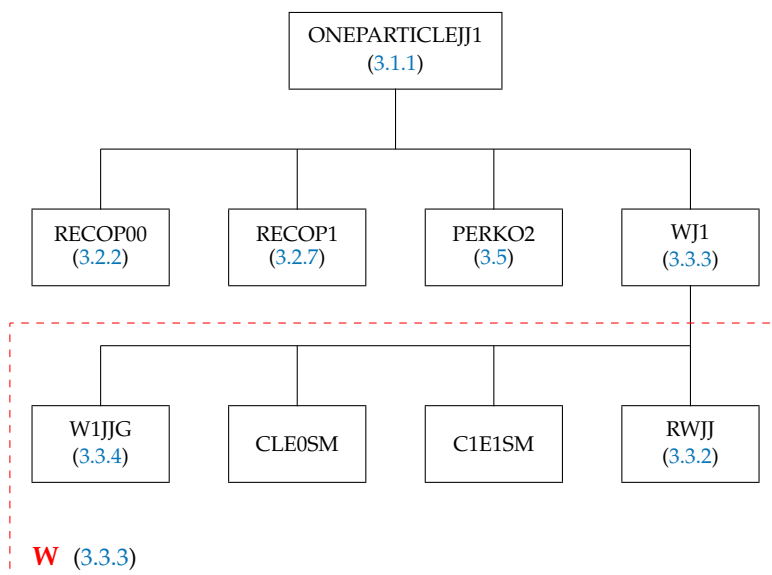 ONEPARTICLEJJ1
(3.1.1)
RECOP00
(3.2.2)
RECOP1
(3.2.7)
PERKO2
(3.5)
WJ1
(3.3.3)
W1JJG
(3.3.4)
CLE0SM
C1E1SM
RWJJ
(3.3.2)
W (3.3.3)